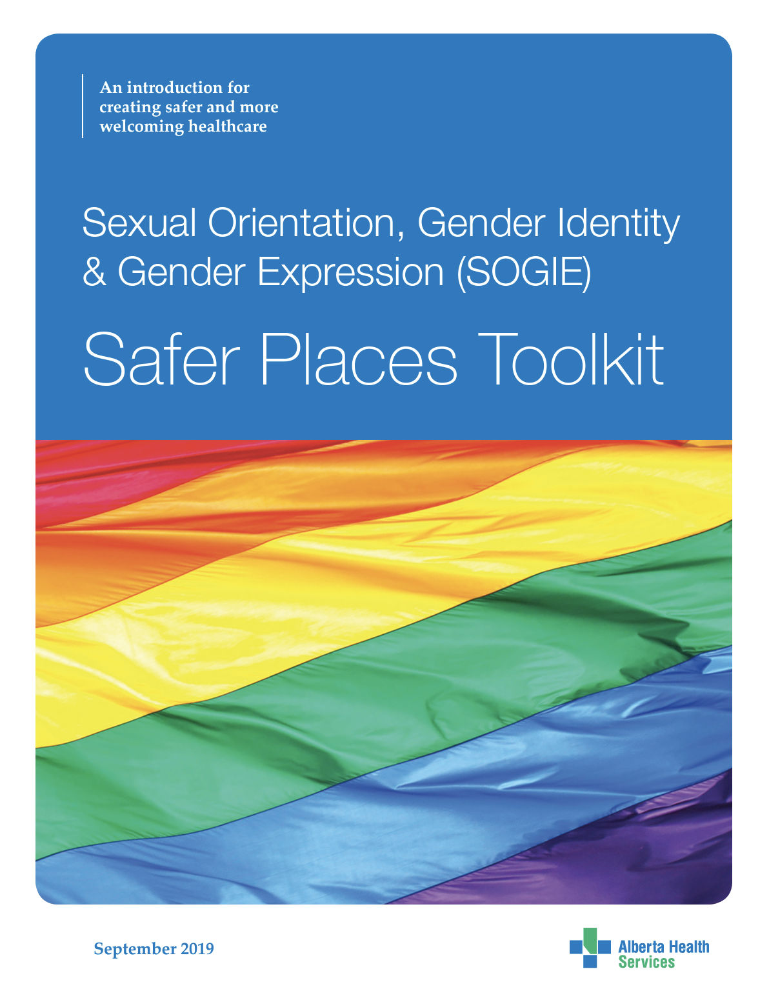 An introduction for
creating safer and more
welcoming healthcare
Sexual Orientation, Gender Identity
& Gender Expression (SOGIE)
Safer Places Toolkit
September 2019
Alberta Health
Services